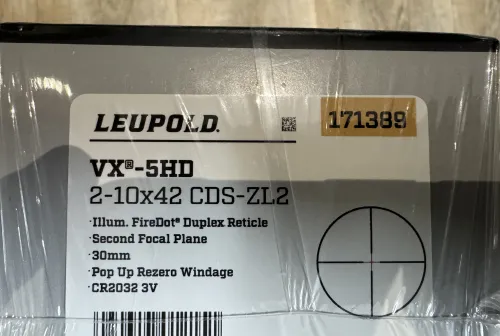 LEUPOLD.
171389
VX®-5HD
2-10x42 CDS-ZL2
·Illum. FireDot® Duplex Reticle
·Second Focal Plane
·30mm
·Pop Up Rezero Windage
·CR2032 3V